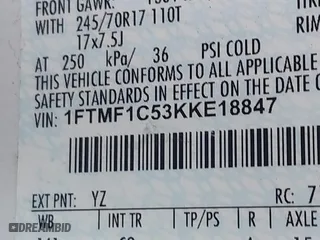 FRONT GAWR:
WITH 245/70R17 110T
17x7.5J RIM
AT 250 kPa/ 36 PSI COLD
THIS VEHICLE CONFORMS TO ALL APPLICABLE
SAFETY STANDARDS IN EFFECT ON THE DATE
VIN: 1FTMF1C53KKE18847
EXT PNT: YZ RC: 7
WB INT TR TP/PS R AXLE
DREAMBID